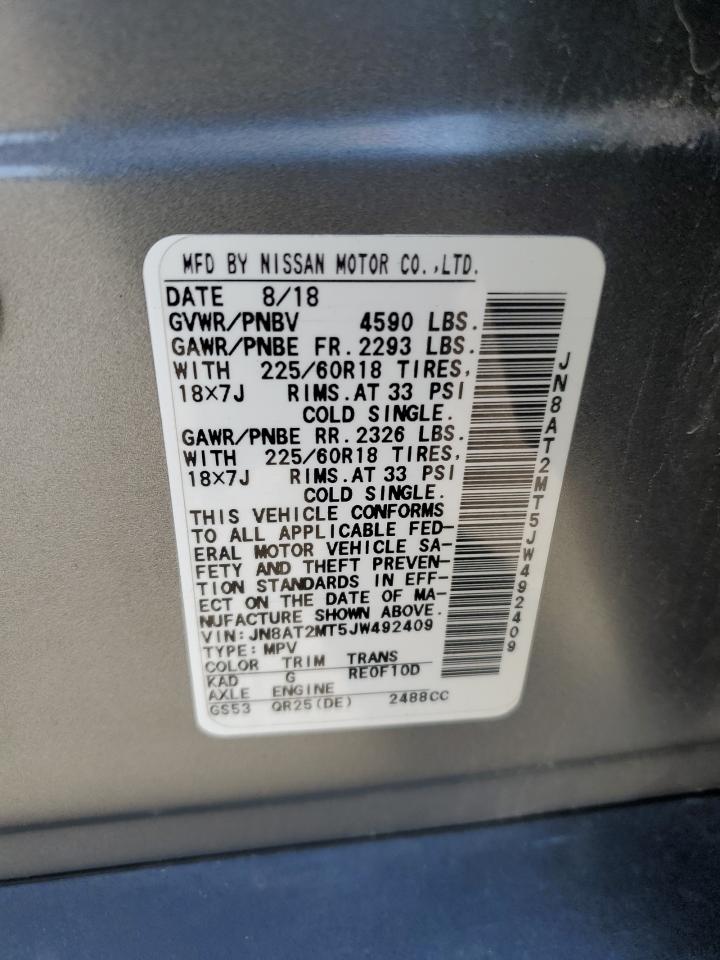 MFD BY NISSAN MOTOR CO.,LTD.
DATE 8/18
GVWR/PNBV 4590 LBS.
GAWR/PNBE FR. 2293 LBS.
WITH 225/60R18 TIRES,
18×7J RIMS. AT 33 PSI
COLD SINGLE.
GAWR/PNBE RR. 2326 LBS.
WITH 225/60R18 TIRES,
18×7J RIMS. AT 33 PSI
COLD SINGLE.
THIS VEHICLE CONFORMS
TO ALL APPLICABLE FED-
ERAL MOTOR VEHICLE SA-
FETY AND THEFT PREVEN-
TION STANDARDS IN EFF-
ECT ON THE DATE OF MA-
NUFACTURE SHOWN ABOVE.
VIN: JN8AT2MT5JW492409
TYPE: MPV
COLOR TRIM TRANS
KAD G RE0F10D
AXLE ENGINE
GS53 QR25(DE) 2488CC
JN8AT2MT5JW492409